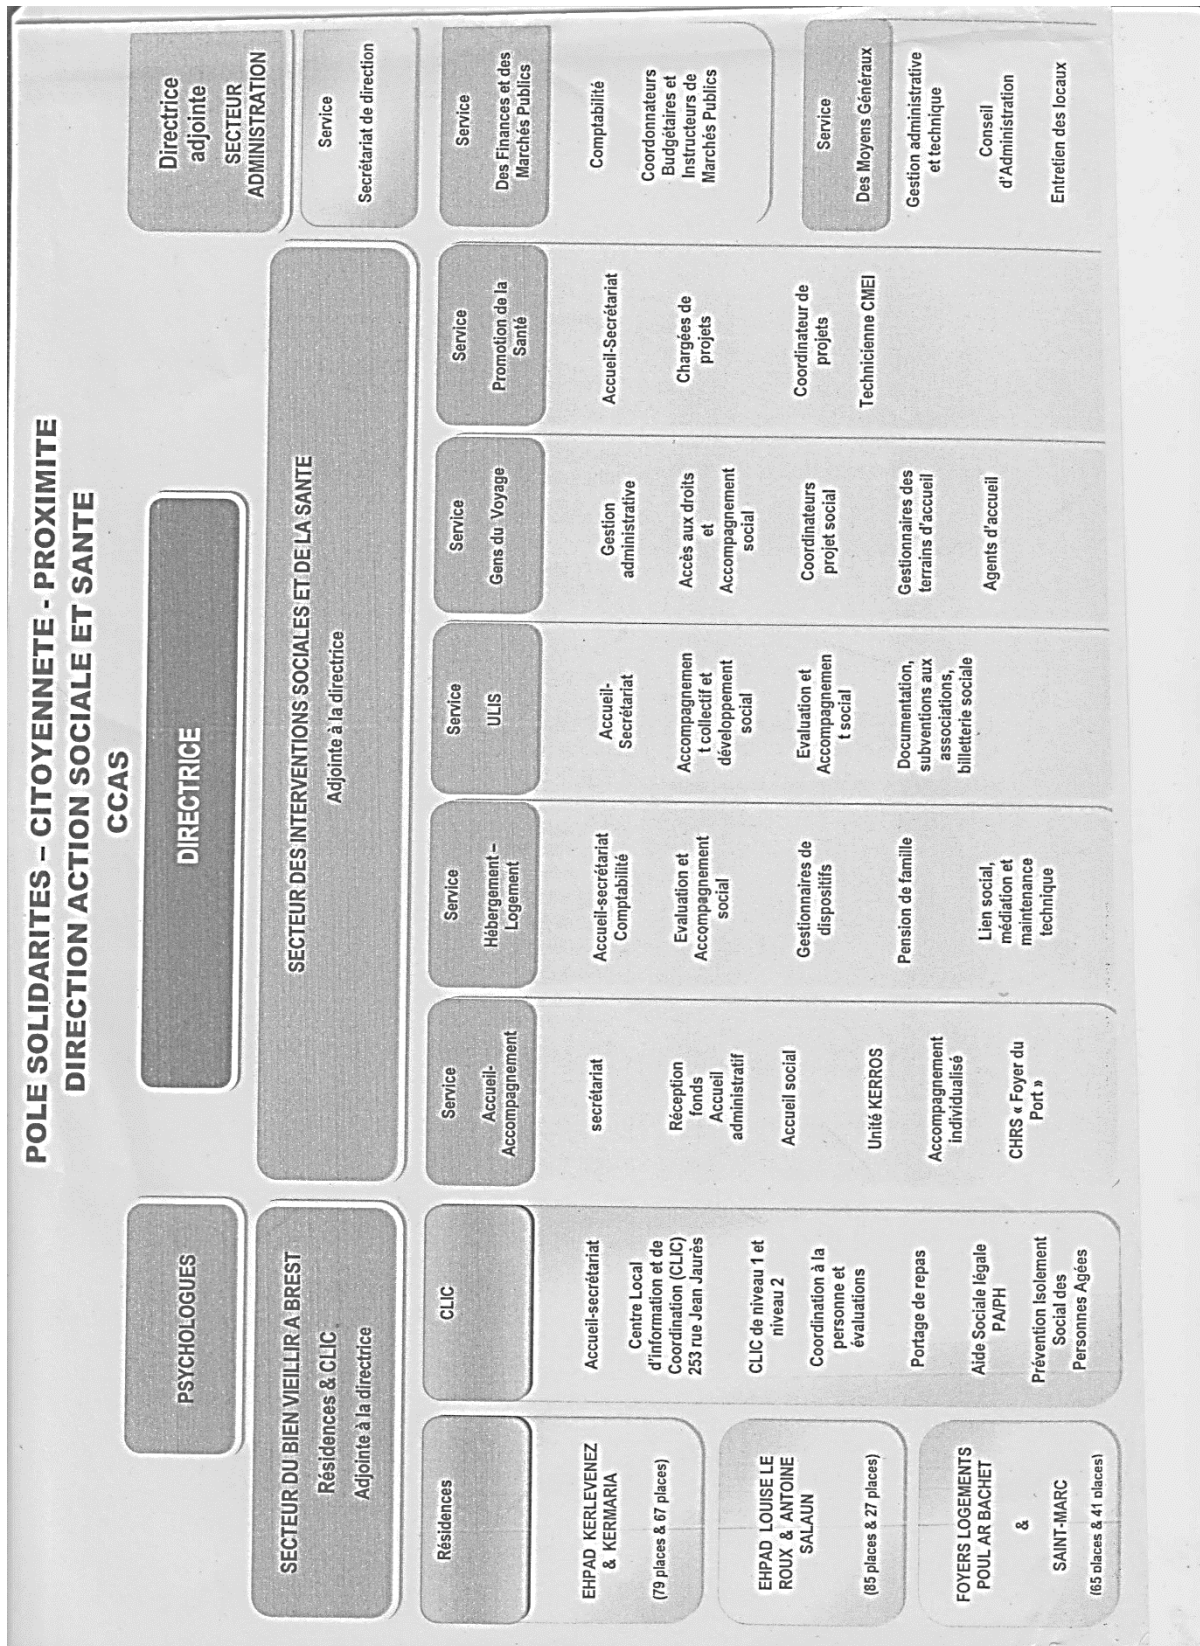 POLE SOLIDARITES – CITOYENNETE - PROXIMITE
DIRECTION ACTION SOCIALE ET SANTE
CCAS
PSYCHOLOGUES
DIRECTRICE
Directrice
adjointe
SECTEUR
ADMINISTRATION
SECTEUR DU BIEN VIEILLIR A BREST
Résidences & CLIC
Adjointe à la directrice
SECTEUR DES INTERVENTIONS SOCIALES ET DE LA SANTE
Adjointe à la directrice
Service
Secrétariat de direction
Résidences
EHPAD KERLEVENEZ
& KERMARIA
(79 places & 67 places)
EHPAD LOUISE LE
ROUX & ANTOINE
SALAUN
(85 places & 27 places)
FOYERS LOGEMENTS
POUL AR BACHET
&
SAINT-MARC
(65 places & 41 places)
CLIC
Accueil-secrétariat
Centre Local
d'information et de
Coordination (CLIC)
253 rue Jean Jaurès
CLIC de niveau 1 et
niveau 2
Coordination à la
personne et
évaluations
Portage de repas
Aide Sociale légale
PA/PH
Prévention Isolement
Social des
Personnes Agées
Service
Accueil-
Accompagnement
secrétariat
Réception
fonds
Accueil
administratif
Accueil social
Unité KERROS
Accompagnement
individualisé
CHRS « Foyer du
Port »
Service
Hébergement –
Logement
Accueil-secrétariat
Comptabilité
Evaluation et
Accompagnement
social
Gestionnaires de
dispositifs
Pension de famille
Lien social,
médiation et
maintenance
technique
Service
ULIS
Accueil-
Secrétariat
Accompagnemen
t collectif et
développement
social
Evaluation et
Accompagnemen
t social
Documentation,
subventions aux
associations,
billetterie sociale
Service
Gens du Voyage
Gestion
administrative
Accès aux droits
et
Accompagnement
social
Coordinateurs
projet social
Gestionnaires des
terrains d'accueil
Agents d'accueil
Service
Promotion de la
Santé
Accueil-Secrétariat
Chargées de
projets
Coordinateur de
projets
Technicienne CMEI
Service
Des Finances et des
Marchés Publics
Comptabilité
Coordonnateurs
Budgétaires et
Instructeurs de
Marchés Publics
Service
Des Moyens Généraux
Gestion administrative
et technique
Conseil
d'Administration
Entretien des locaux